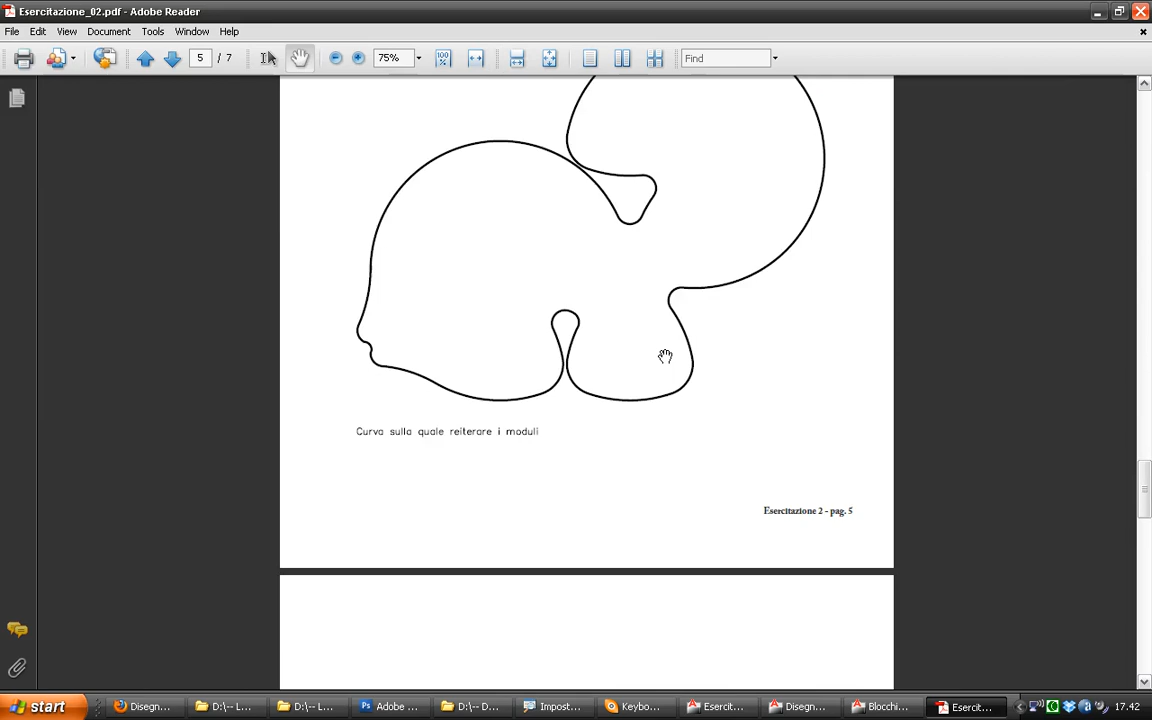 Esercitazione_02.pdf - Adobe Reader
File Edit View Document Tools Window Help
5 / 7 75% Find
Curva sulla quale reiterare i moduli
Esercitazione 2 - pag. 5
start Disegn... D:\-- L... D:\-- L... Adobe ... D:\-- D... Impost... Keybo... Esercit... Disegn... Blocchi... Esercit... 17.42